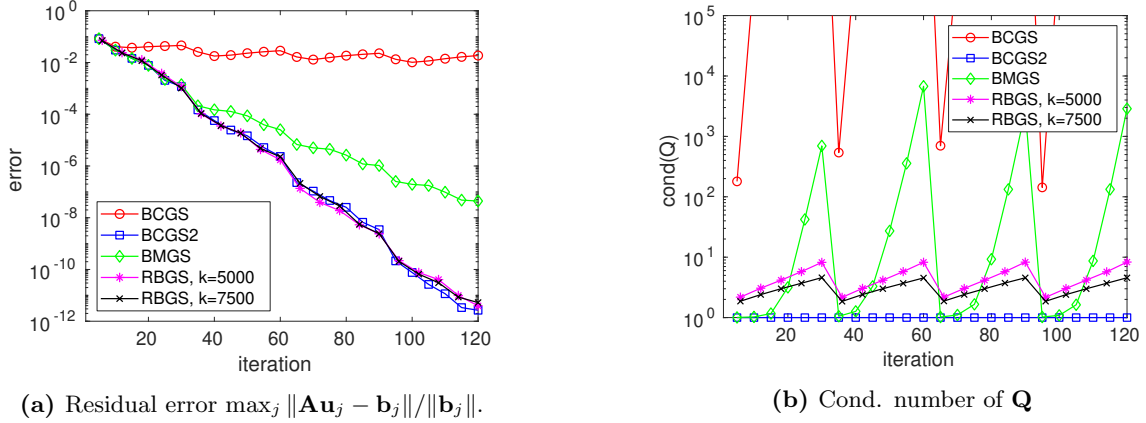 10^0
10^-2
10^-4
10^-6
10^-8
10^-10
10^-12
error
20 40 60 80 100 120
iteration
BCGS
BCGS2
BMGS
RBGS, k=5000
RBGS, k=7500
(a) Residual error max_j ‖Au_j − b_j‖/‖b_j‖.
10^5
10^4
10^3
10^2
10^1
10^0
cond(Q)
20 40 60 80 100 120
iteration
BCGS
BCGS2
BMGS
RBGS, k=5000
RBGS, k=7500
(b) Cond. number of Q